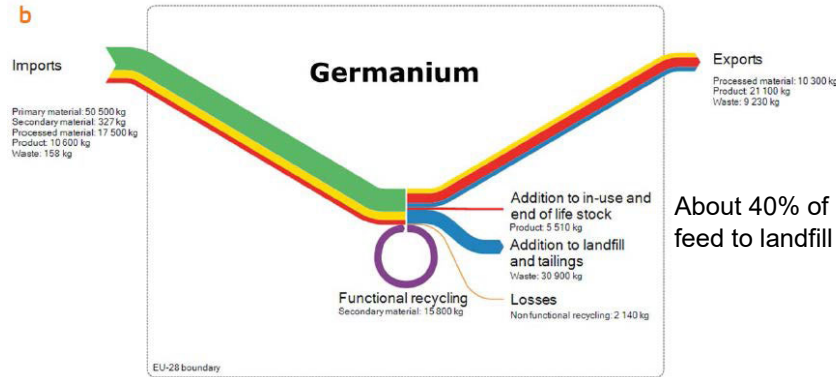 b
Imports
Primary material: 50 500 kg
Secondary material: 327 kg
Processed material: 17 500 kg
Product: 10 600 kg
Waste: 158 kg
Germanium
Exports
Processed material: 10 300 kg
Product: 21 100 kg
Waste: 9 230 kg
Addition to in-use and
end of life stock
Product: 5 510 kg
Addition to landfill
and tailings
Waste: 30 900 kg
About 40% of
feed to landfill
Functional recycling
Secondary material: 15 800 kg
Losses
Non functional recycling: 2 140 kg
EU-28 boundary